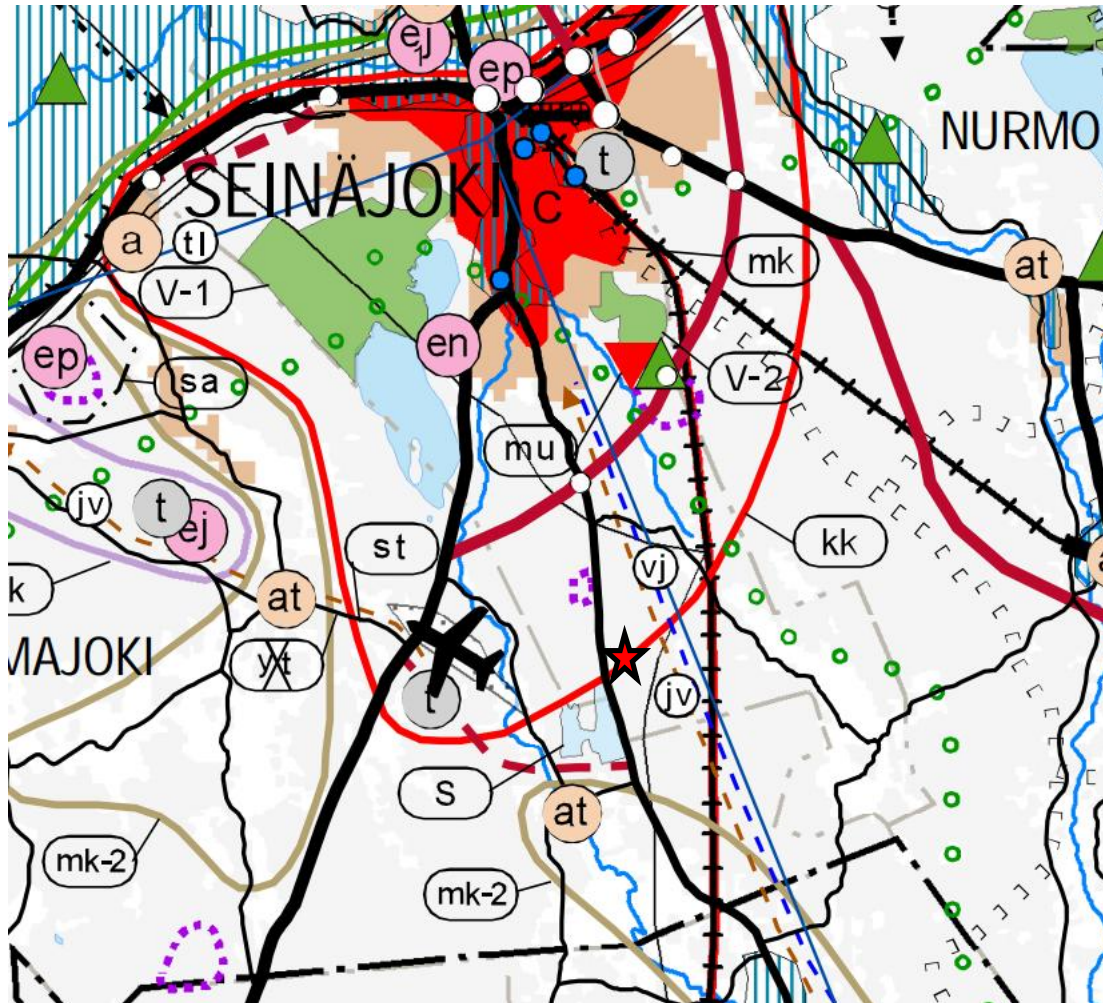 ej
ep
NURMO
t
SEINÄJOKI
C
a
tl
mk
at
V-1
en
ep
sa
V-2
mu
jv
t
ej
st
vj
kk
k
at
MAJOKI
yt
jv
t
S
at
mk-2
mk-2